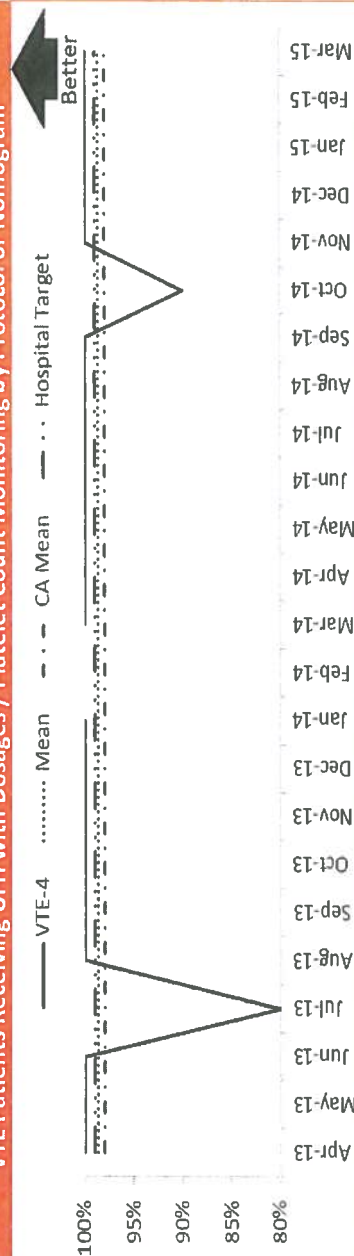 VTE Patients Receiving UFH With Dosages / Platelet Count Monitoring by Protocol or Nomogram
Better
VTE-4 Mean CA Mean Hospital Target
100%
95%
90%
85%
80%
Apr-13 May-13 Jun-13 Jul-13 Aug-13 Sep-13 Oct-13 Nov-13 Dec-13 Jan-14 Feb-14 Mar-14 Apr-14 May-14 Jun-14 Jul-14 Aug-14 Sep-14 Oct-14 Nov-14 Dec-14 Jan-15 Feb-15 Mar-15